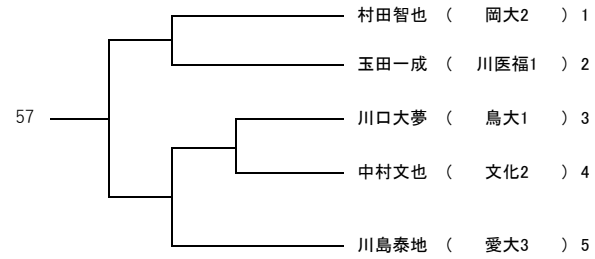 村田智也 ( 岡大2 ) 1
玉田一成 ( 川医福1 ) 2
57
川口大夢 ( 鳥大1 ) 3
中村文也 ( 文化2 ) 4
川島泰地 ( 愛大3 ) 5